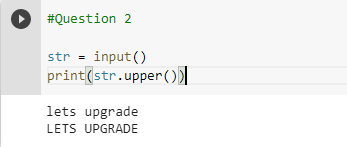 #Question 2
str = input()
print(str.upper())
lets upgrade
LETS UPGRADE